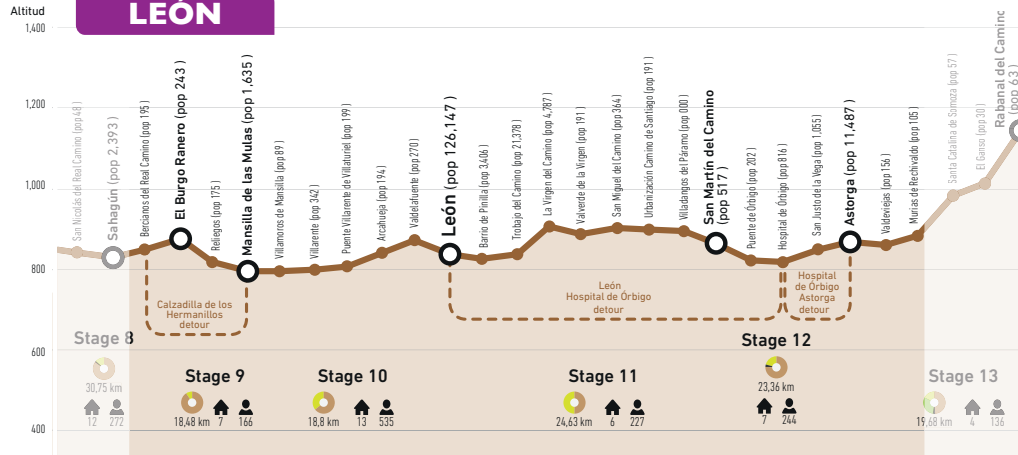 Altitud
LEÓN
1,400
1,200
1,000
800
600
400
San Nicolás del Real Camino (pop 48)
Sahagún (pop 2,393)
Bercianos del Real Camino (pop 195)
El Burgo Ranero (pop 243)
Reliegos (pop 175)
Mansilla de las Mulas (pop 1,635)
Villamoros de Mansilla (pop 89)
Villarente (pop 342)
Puente Villarente de Villaturiel (pop 199)
Arcahueja (pop 194)
Valdelafuente (pop 270)
León (pop 126,147)
Barrio de Pinilla (pop 3,406)
Trobajo del Camino (pop 21,378)
La Virgen del Camino (pop 4,787)
Valverde de la Virgen (pop 191)
San Miguel del Camino (pop 364)
Urbanización Camino de Santiago (pop 191)
Villadangos del Páramo (pop 000)
San Martín del Camino
(pop 517)
Puente de Órbigo (pop 202)
Hospital de Órbigo (pop 816)
San Justo de la Vega (pop 1,055)
Astorga (pop 11,487)
Valdeviejas (pop 156)
Murias de Rechivaldo (pop 105)
Santa Catalina de Somoza (pop 57)
El Ganso (pop 30)
Rabanal del Camino
(pop 63)
Calzadilla de los
Hermanillos
detour
León
Hospital de Órbigo
detour
Hospital
de Órbigo
Astorga
detour
Stage 8
30,75 km
12 272
Stage 9
18,48 km 7 166
Stage 10
18,8 km 13 535
Stage 11
24,63 km 6 227
Stage 12
23,36 km
7 244
Stage 13
19,68 km 4 136